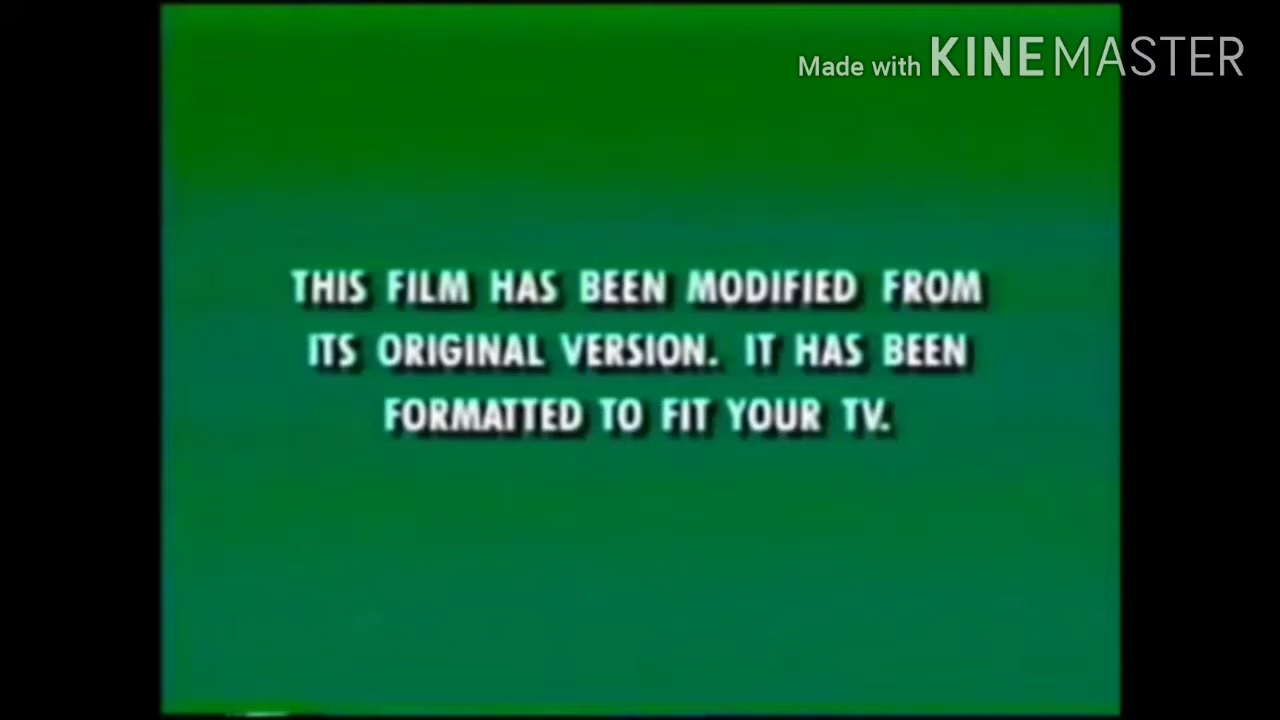 Made with KINEMASTER
THIS FILM HAS BEEN MODIFIED FROM
ITS ORIGINAL VERSION. IT HAS BEEN
FORMATTED TO FIT YOUR TV.